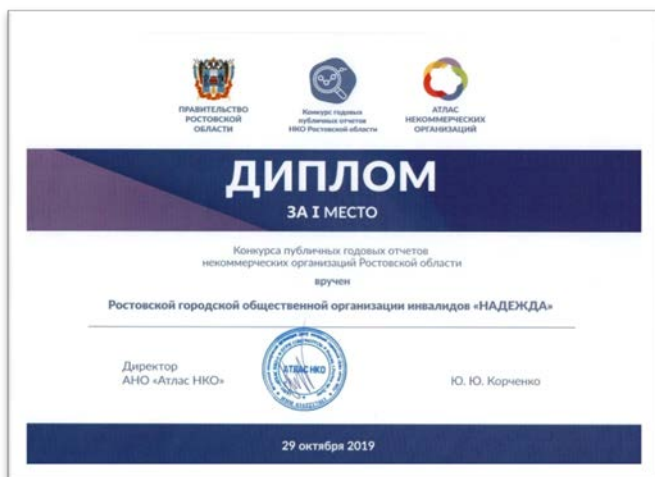 ПРАВИТЕЛЬСТВО
РОСТОВСКОЙ
ОБЛАСТИ
Конкурс годовых
публичных отчетов
НКО Ростовской области
АТЛАС
НЕКОММЕРЧЕСКИХ
ОРГАНИЗАЦИЙ
ДИПЛОМ
ЗА I МЕСТО
Конкурса публичных годовых отчетов
некоммерческих организаций Ростовской области
вручен
Ростовской городской общественной организации инвалидов «НАДЕЖДА»
Директор
АНО «Атлас НКО»
АТЛАС НКО
Ю. Ю. Корченко
29 октября 2019